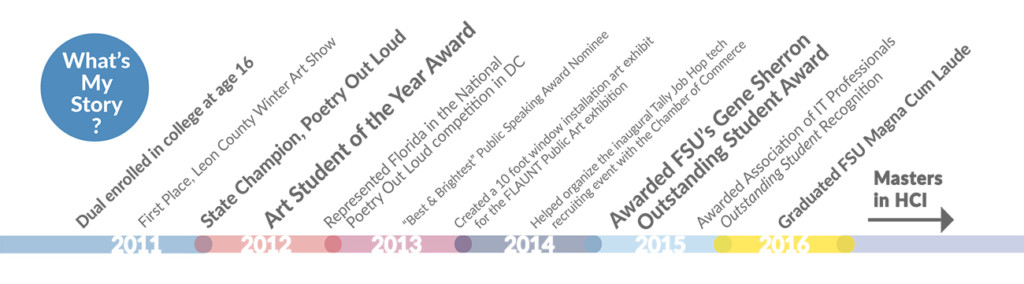 What's
My
Story
?
Dual enrolled in college at age 16
First Place, Leon County Winter Art Show
State Champion, Poetry Out Loud
Art Student of the Year Award
Represented Florida in the National
Poetry Out Loud competition in DC
"Best & Brightest" Public Speaking Award Nominee
Created a 10 foot window installation art exhibit
for the FLAUNT Public Art exhibition
Helped organize the inaugural Tally Job Hop tech
recruiting event with the Chamber of Commerce
Awarded FSU's Gene Sherron
Outstanding Student Award
Awarded Association of IT Professionals
Outstanding Student Recognition
Graduated FSU Magna Cum Laude
Masters
in HCI
2011 2012 2013 2014 2015 2016